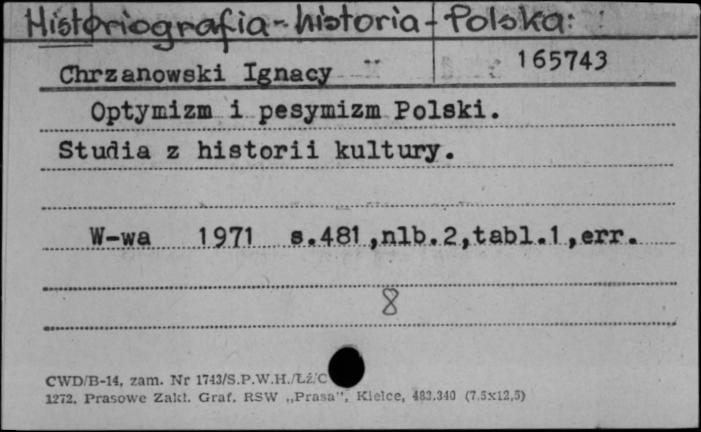 Historiografia-historia-Polska:
Chrzanowski Ignacy 165743
Optymizm i pesymizm Polski.
Studia z historii kultury.
W-wa 1971 s.481,nlb.2,tabl.1,err.
8
CWD/B-14, zam. Nr 1743/S.P.W.H./Łż/C
1272. Prasowe Zakł. Graf. RSW „Prasa”, Kielce, 483.340 (7,5x12,5)